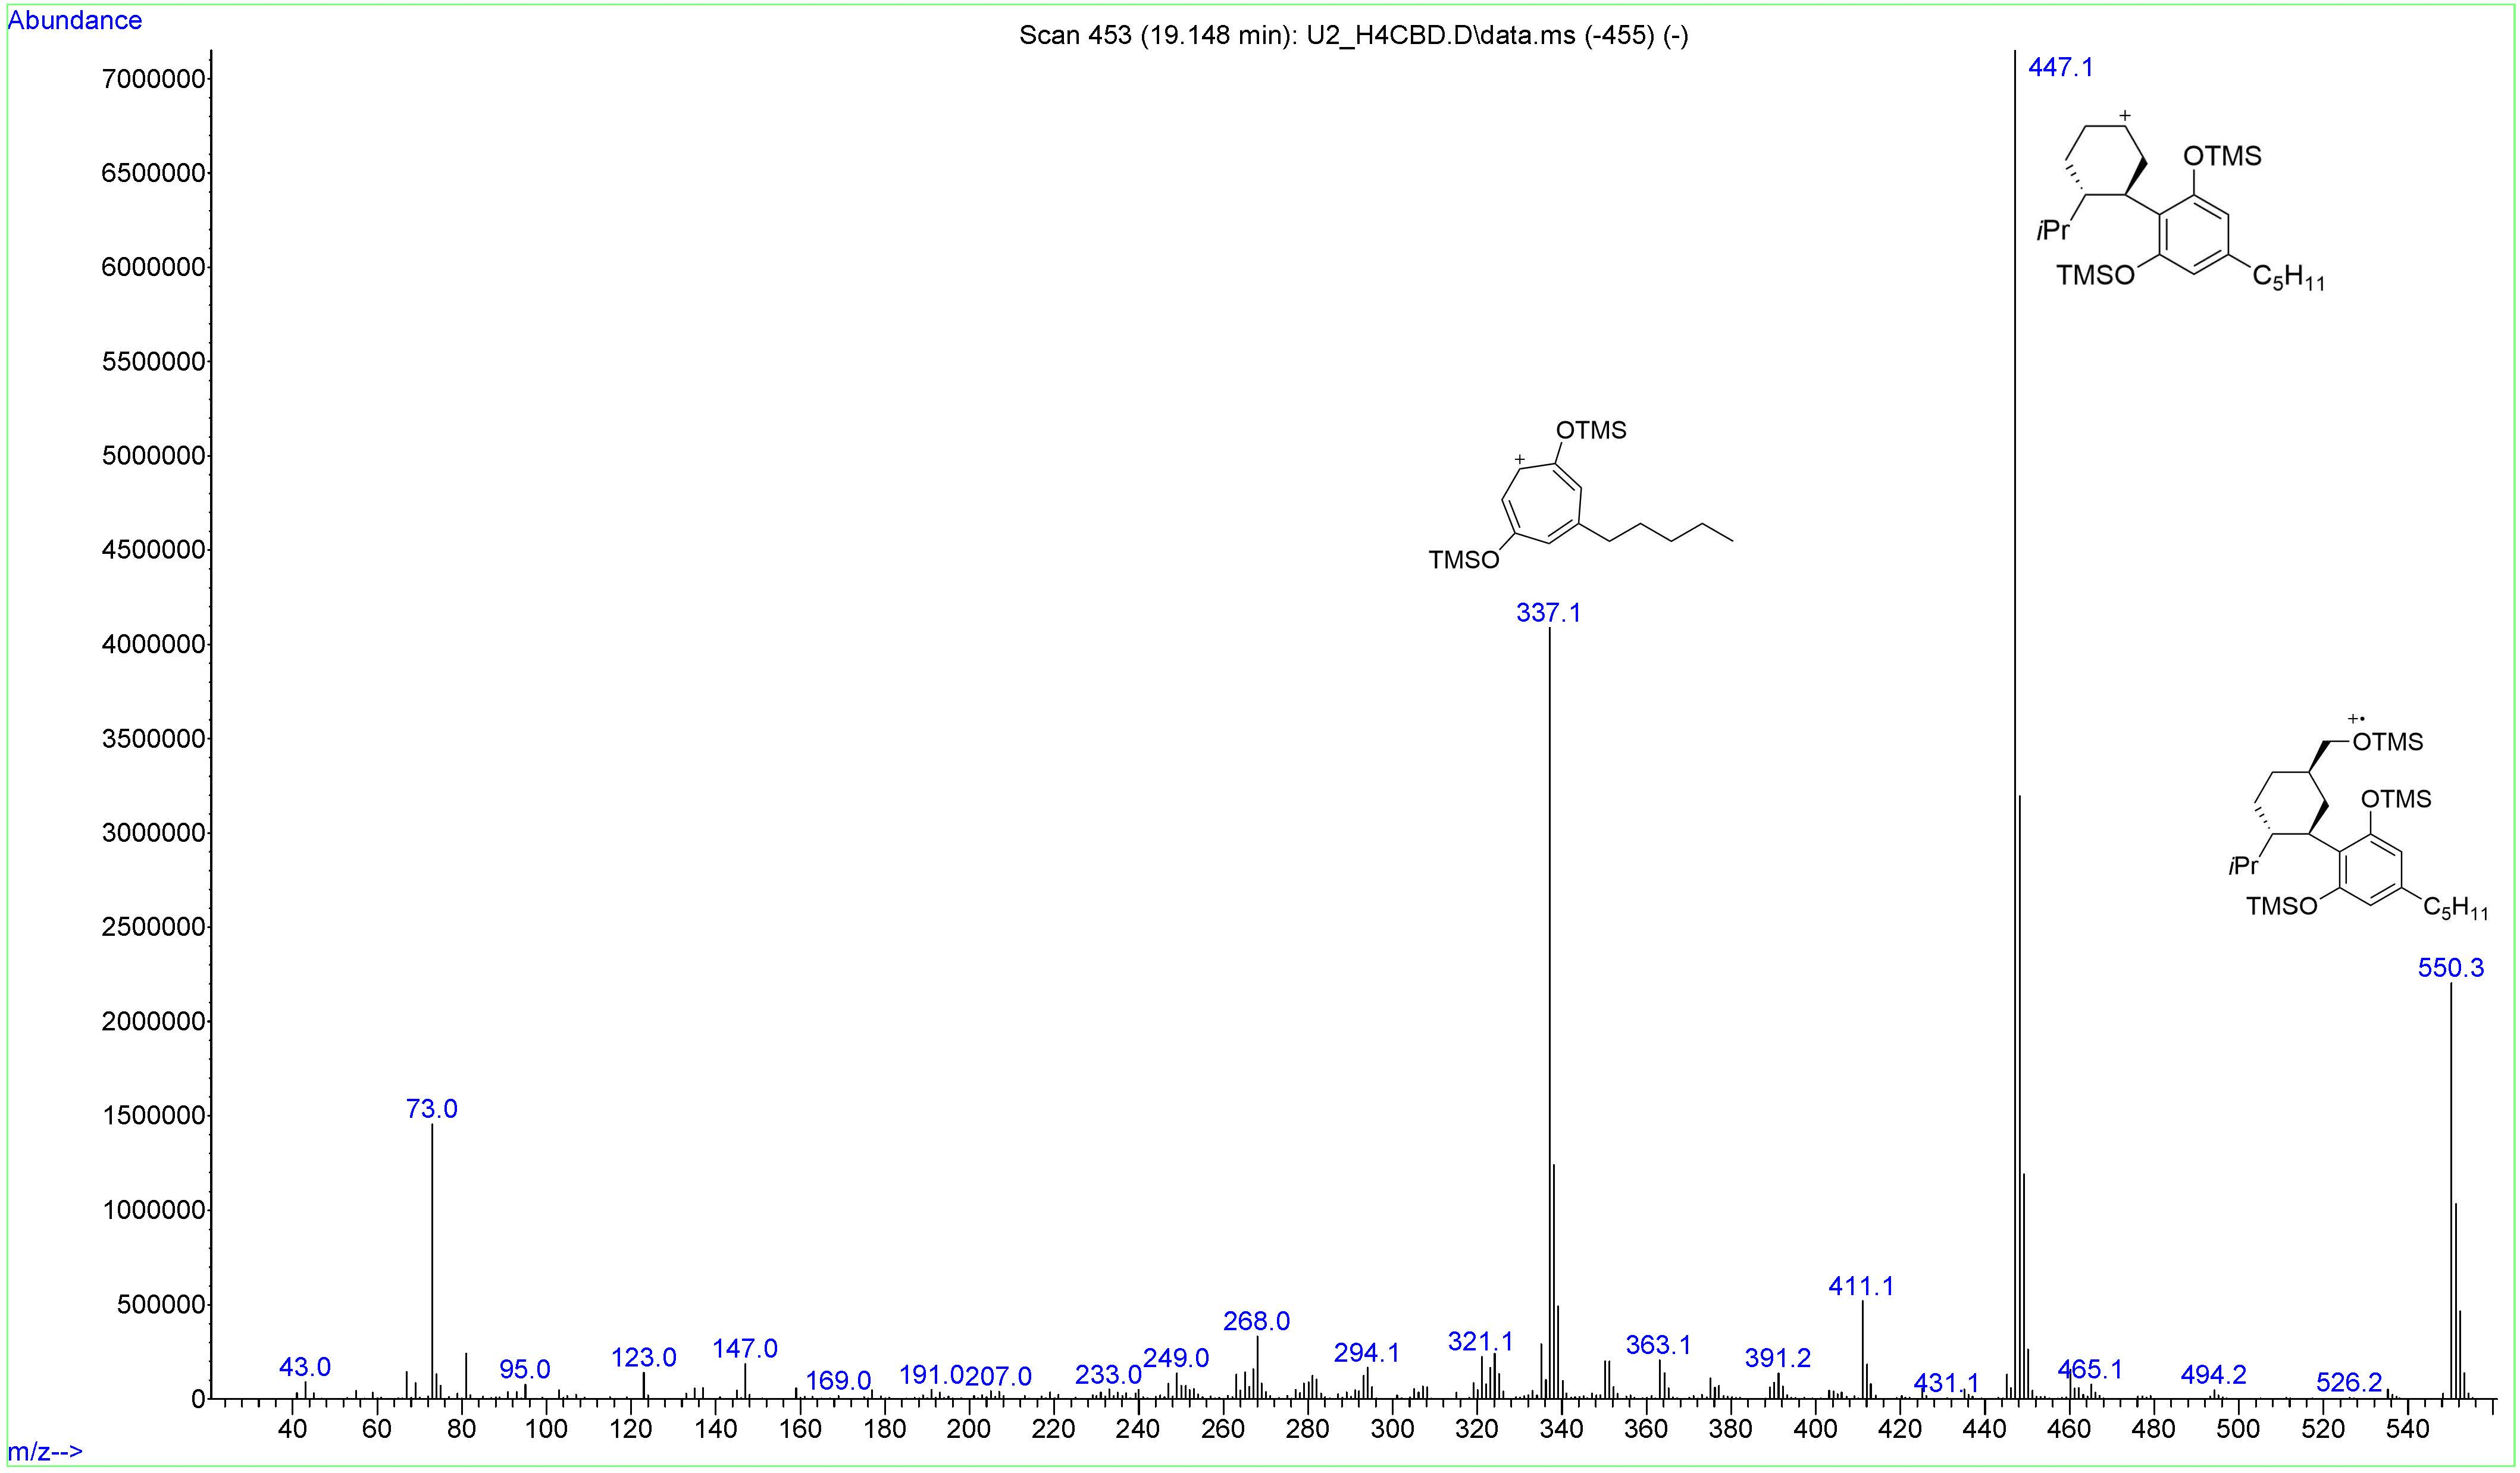 Abundance
Scan 453 (19.148 min): U2_H4CBD.D\data.ms (-455) (-)
7000000
6500000
6000000
5500000
5000000
4500000
4000000
3500000
3000000
2500000
2000000
1500000
1000000
500000
0
447.1
+
OTMS
iPr
TMSO
C5H11
OTMS
+
TMSO
337.1
+•
OTMS
OTMS
iPr
TMSO
C5H11
550.3
73.0
43.0
95.0
123.0
147.0
169.0
191.0
207.0
233.0
249.0
268.0
294.1
321.1
363.1
391.2
411.1
431.1
465.1
494.2
526.2
40 60 80 100 120 140 160 180 200 220 240 260 280 300 320 340 360 380 400 420 440 460 480 500 520 540
m/z-->